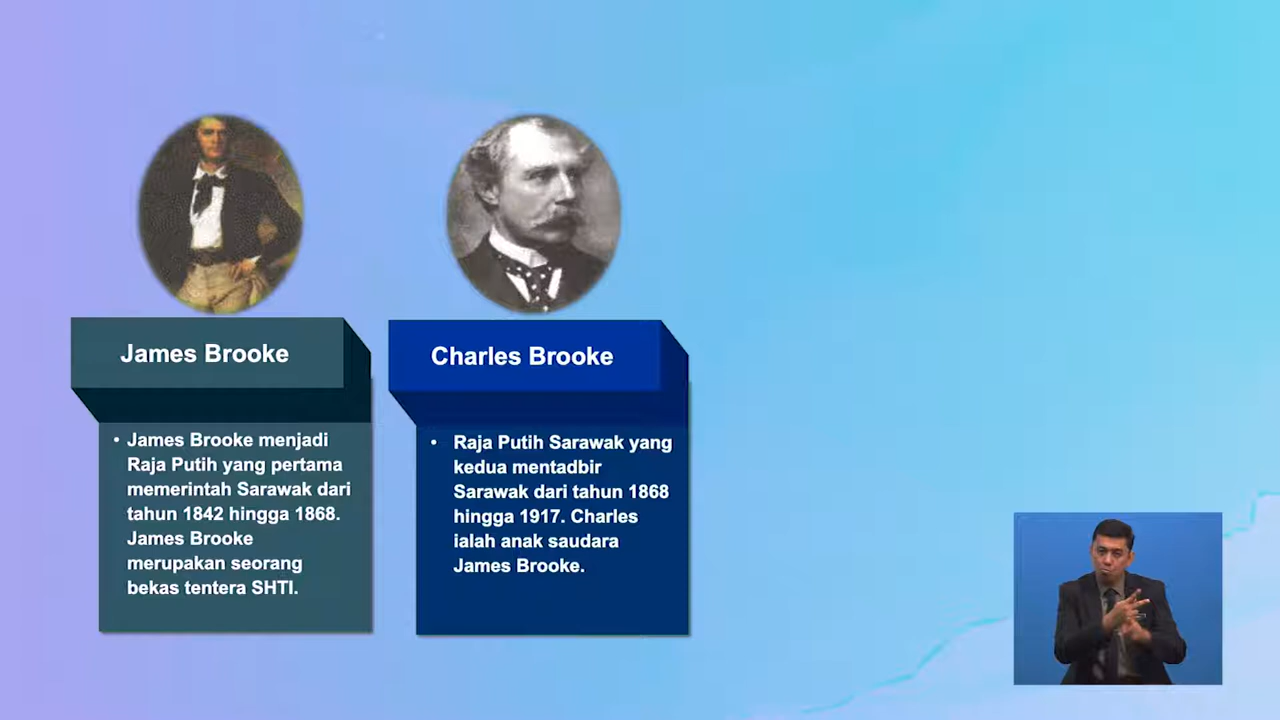 James Brooke
• James Brooke menjadi
Raja Putih yang pertama
memerintah Sarawak dari
tahun 1842 hingga 1868.
James Brooke
merupakan seorang
bekas tentera SHTI.
Charles Brooke
• Raja Putih Sarawak yang
kedua mentadbir
Sarawak dari tahun 1868
hingga 1917. Charles
ialah anak saudara
James Brooke.